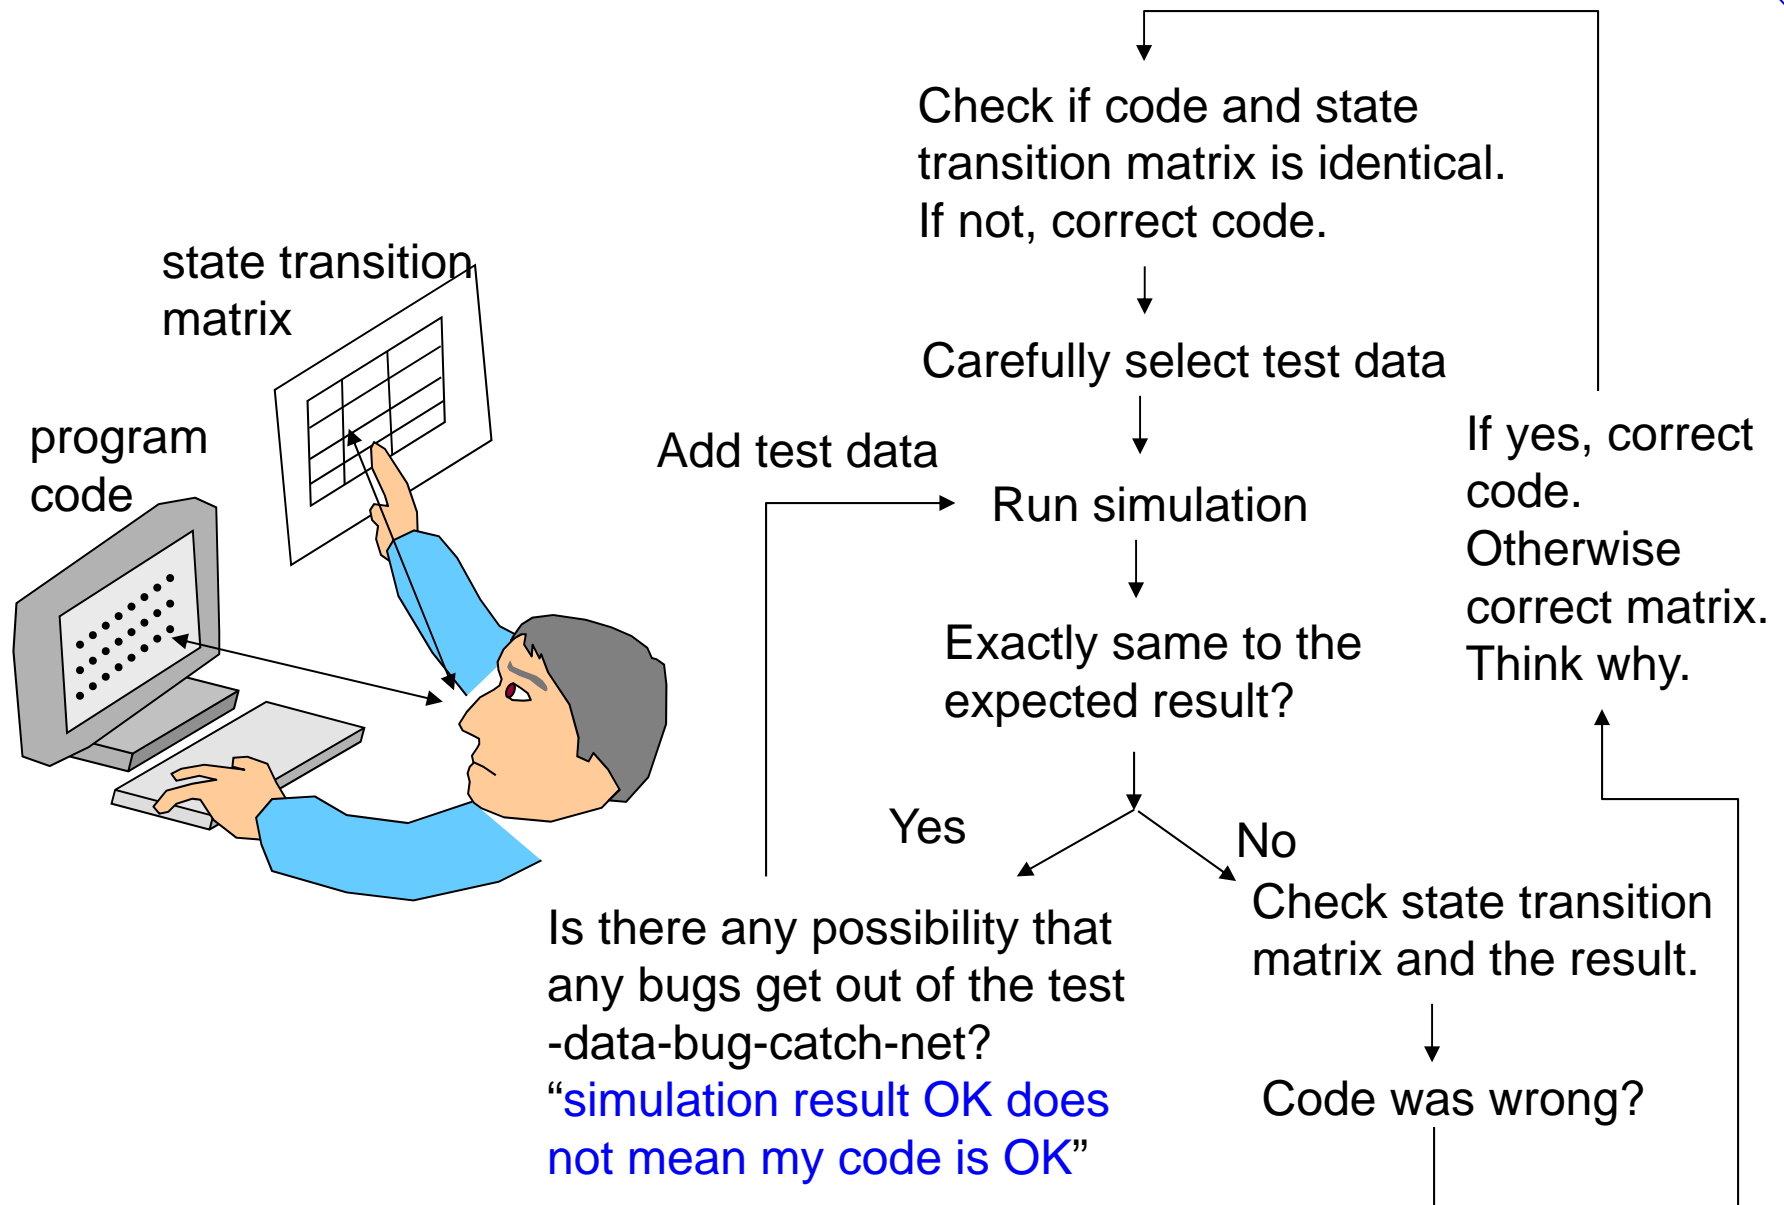 Check if code and state
transition matrix is identical.
If not, correct code.
state transition
matrix
Carefully select test data
program
code
Add test data
If yes, correct
code.
Otherwise
correct matrix.
Think why.
Run simulation
Exactly same to the
expected result?
Yes
No
Is there any possibility that
any bugs get out of the test
-data-bug-catch-net?
“simulation result OK does
not mean my code is OK”
Check state transition
matrix and the result.
Code was wrong?